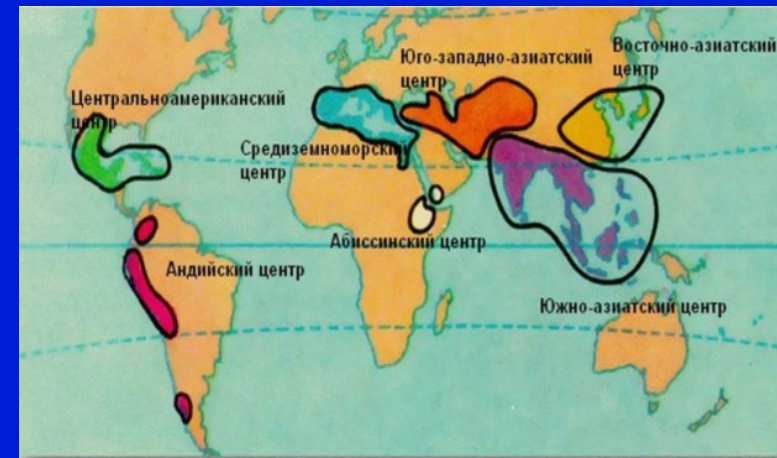 Восточно-азиатский
центр
Юго-западно-азиатский
центр
Центральноамериканский
центр
Средиземноморский
центр
Абиссинский центр
Андийский центр
Южно-азиатский центр